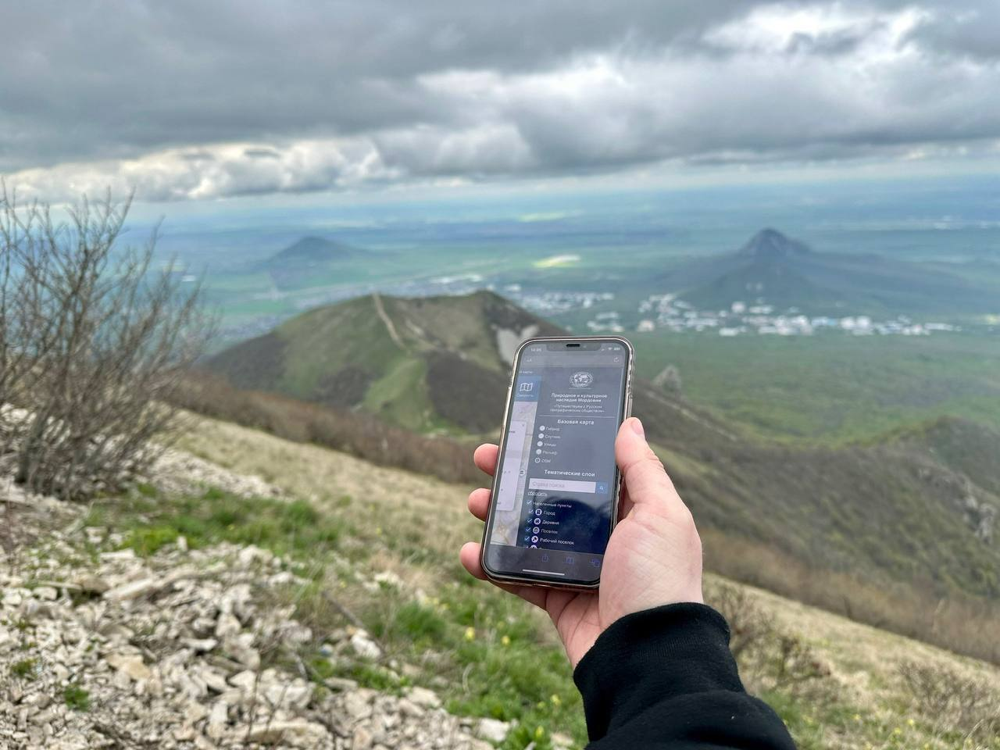 Природное и культурное
наследие Мордовии
«Путешествуем с Русским
географическим обществом»
Базовая карта
Гибрид
Спутник
Улицы
Рельеф
OSM
Тематические слои
Строка поиска
сбросить
Населенные пункты
Город
Деревня
Поселок
Рабочий поселок